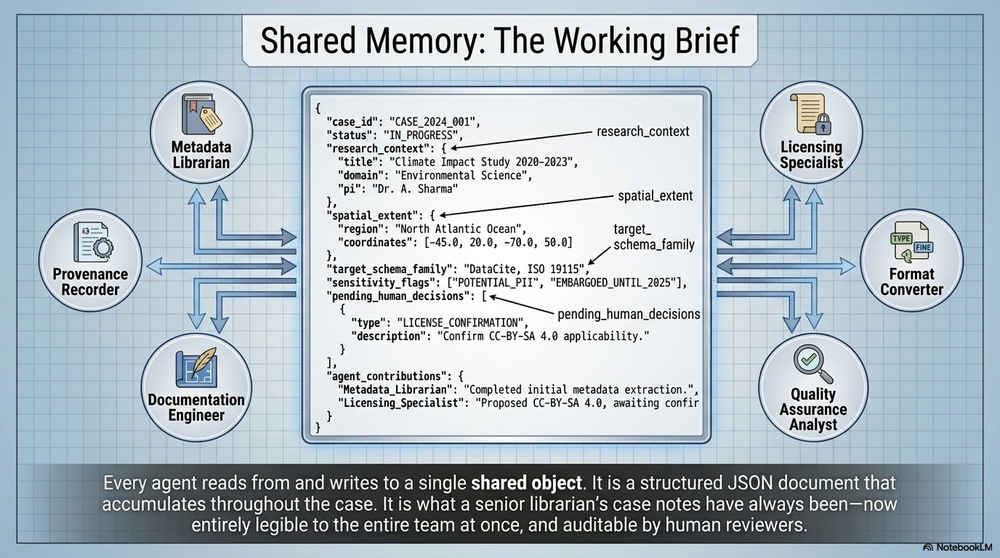 Shared Memory: The Working Brief
Metadata
Librarian
Provenance
Recorder
Documentation
Engineer
{
"case_id": "CASE_2024_001",
"status": "IN_PROGRESS",
"research_context": {
"title": "Climate Impact Study 2020–2023",
"domain": "Environmental Science",
"pi": "Dr. A. Sharma"
},
"spatial_extent": {
"region": "North Atlantic Ocean",
"coordinates": [–45.0, 20.0, –70.0, 50.0]
},
"target_schema_family": "DataCite, ISO 19115",
"sensitivity_flags": ["POTENTIAL_PII", "EMBARGOED_UNTIL_2025"],
"pending_human_decisions": [
{
"type": "LICENSE_CONFIRMATION",
"description": "Confirm CC–BY–SA 4.0 applicability."
}
],
"agent_contributions": {
"Metadata_Librarian": "Completed initial metadata extraction.",
"Licensing_Specialist": "Proposed CC–BY–SA 4.0, awaiting confir
}
}
research_context
spatial_extent
target_
schema_family
pending_human_decisions
Licensing
Specialist
TYPE
FINE
Format
Converter
Quality
Assurance
Analyst
Every agent reads from and writes to a single shared object. It is a structured JSON document that
accumulates throughout the case. It is what a senior librarian's case notes have always been—now
entirely legible to the entire team at once, and auditable by human reviewers.
NotebookLM